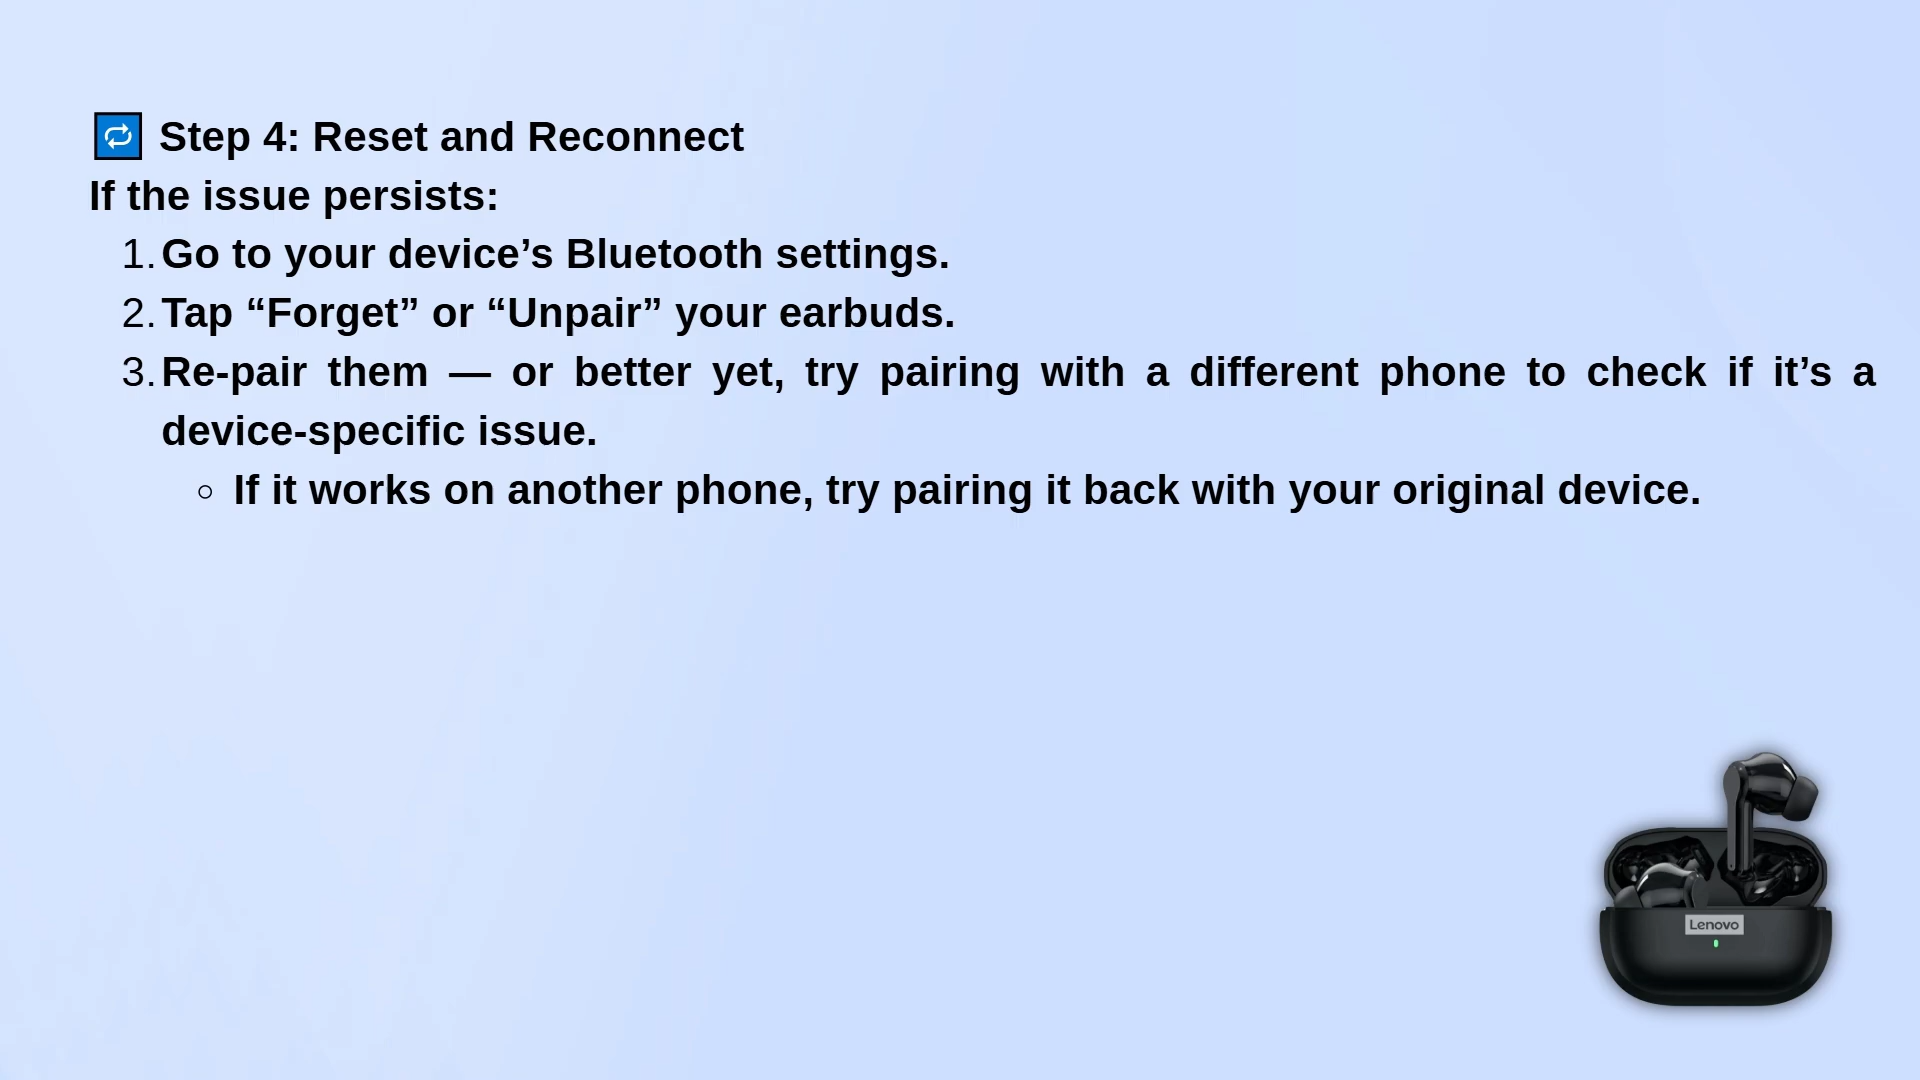 🔁 Step 4: Reset and Reconnect
If the issue persists:
1. Go to your device’s Bluetooth settings.
2. Tap “Forget” or “Unpair” your earbuds.
3. Re-pair them — or better yet, try pairing with a different phone to check if it’s a
device-specific issue.
○ If it works on another phone, try pairing it back with your original device.
Lenovo